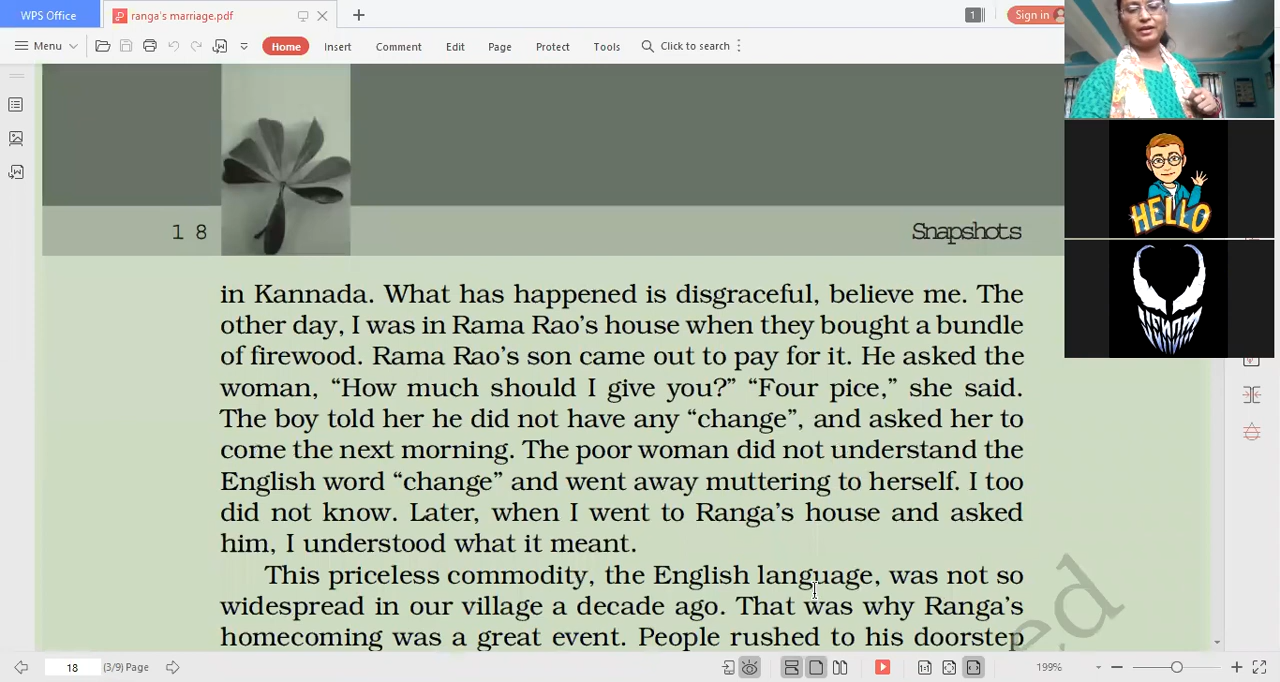 WPS Office
ranga's marriage.pdf
1
Sign in
Menu
Home
Insert
Comment
Edit
Page
Protect
Tools
Click to search
HELLO
VENOM
1 8
Snapshots
in Kannada. What has happened is disgraceful, believe me. The
other day, I was in Rama Rao's house when they bought a bundle
of firewood. Rama Rao's son came out to pay for it. He asked the
woman, “How much should I give you?” “Four pice,” she said.
The boy told her he did not have any “change”, and asked her to
come the next morning. The poor woman did not understand the
English word “change” and went away muttering to herself. I too
did not know. Later, when I went to Ranga's house and asked
him, I understood what it meant.
This priceless commodity, the English language, was not so
widespread in our village a decade ago. That was why Ranga's
homecoming was a great event. People rushed to his doorstep
ed
18
(3/9) Page
199%